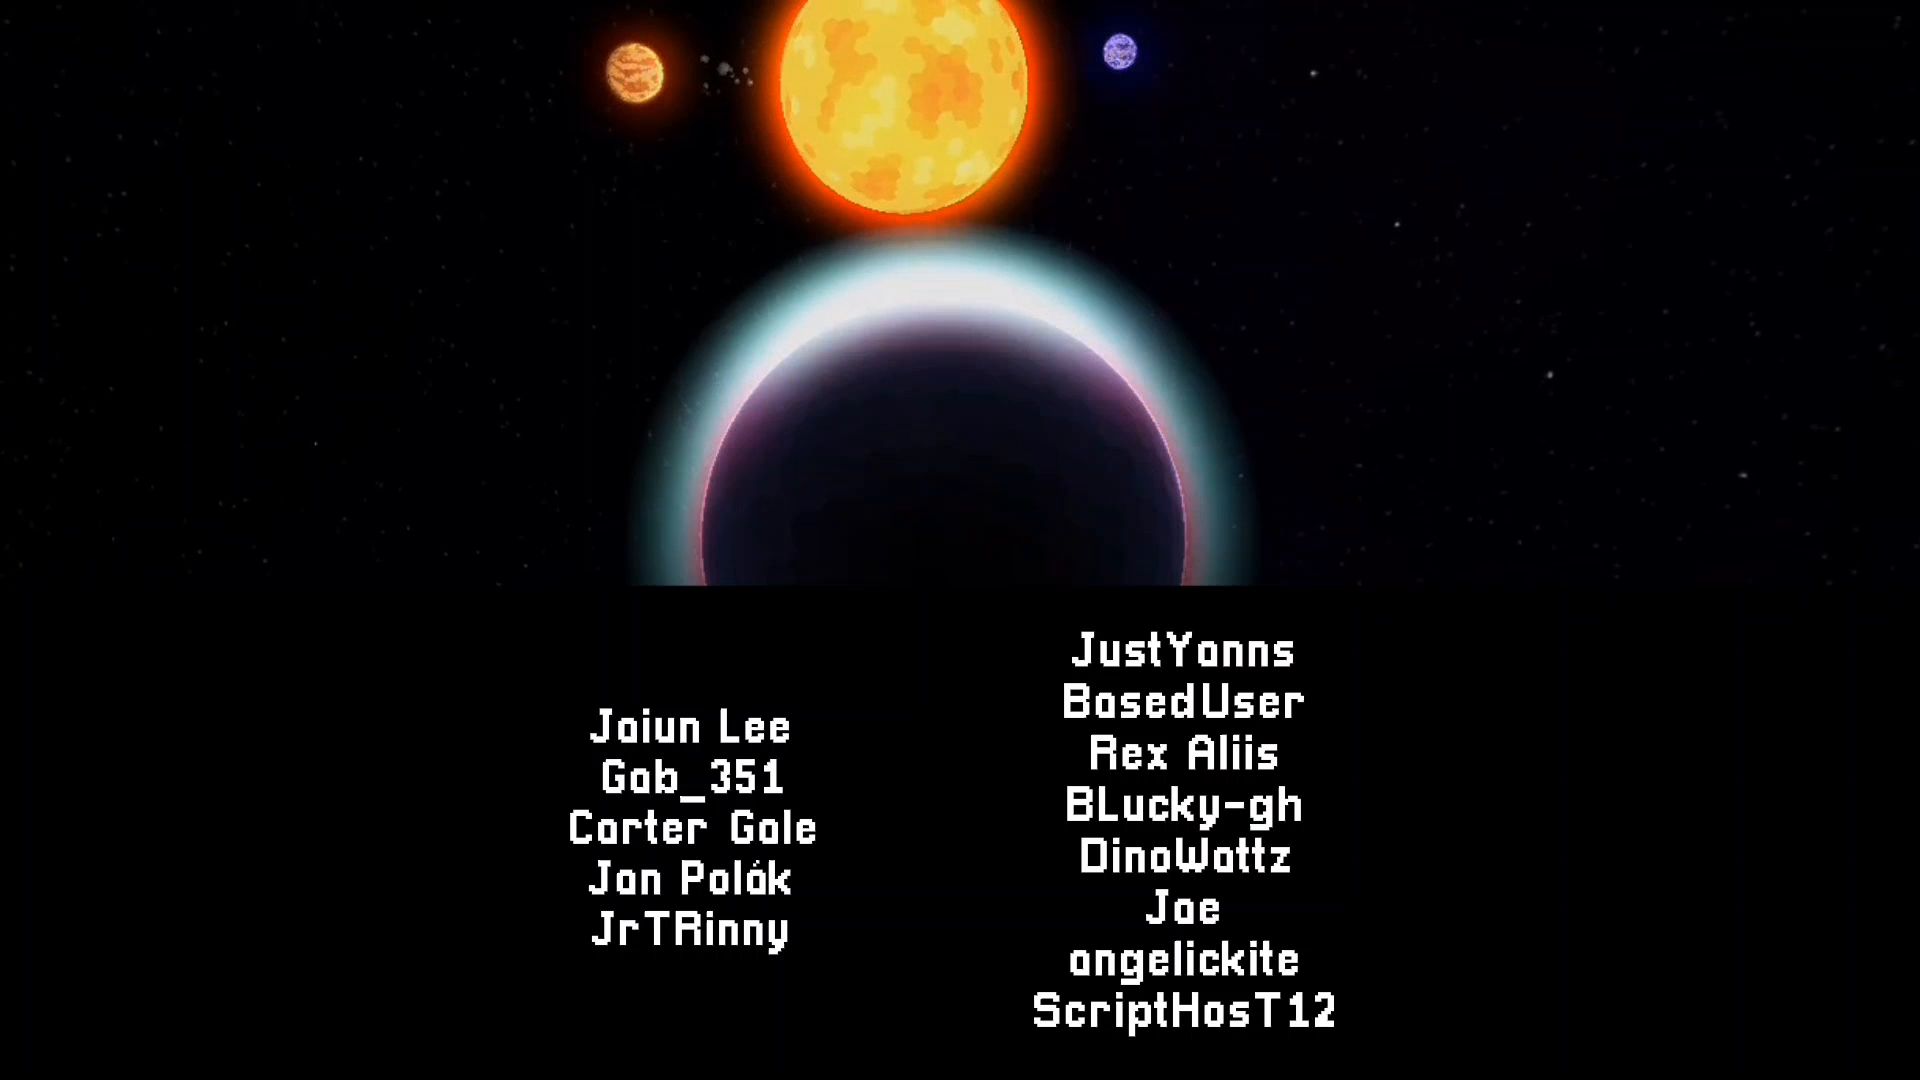 Jaiun Lee
Gab_351
Carter Gale
Jan Polák
JrTRinny
JustYanns
BasedUser
Rex Aliis
BLucky-gh
DinoWattz
Jae
angelickite
ScriptHosT12